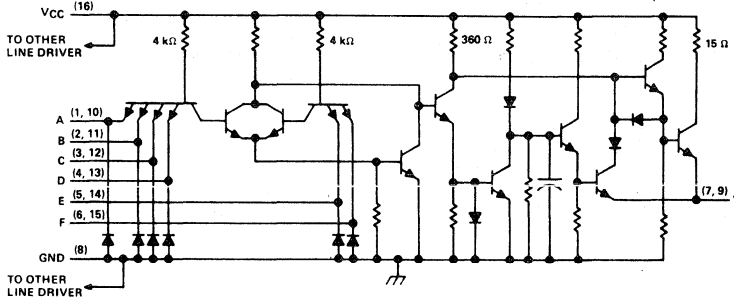 VCC (16)
TO OTHER
LINE DRIVER
4 kΩ
4 kΩ
360 Ω
15 Ω
A (1, 10)
B (2, 11)
C (3, 12)
D (4, 13)
E (5, 14)
F (6, 15)
(7, 9)
GND (8)
TO OTHER
LINE DRIVER